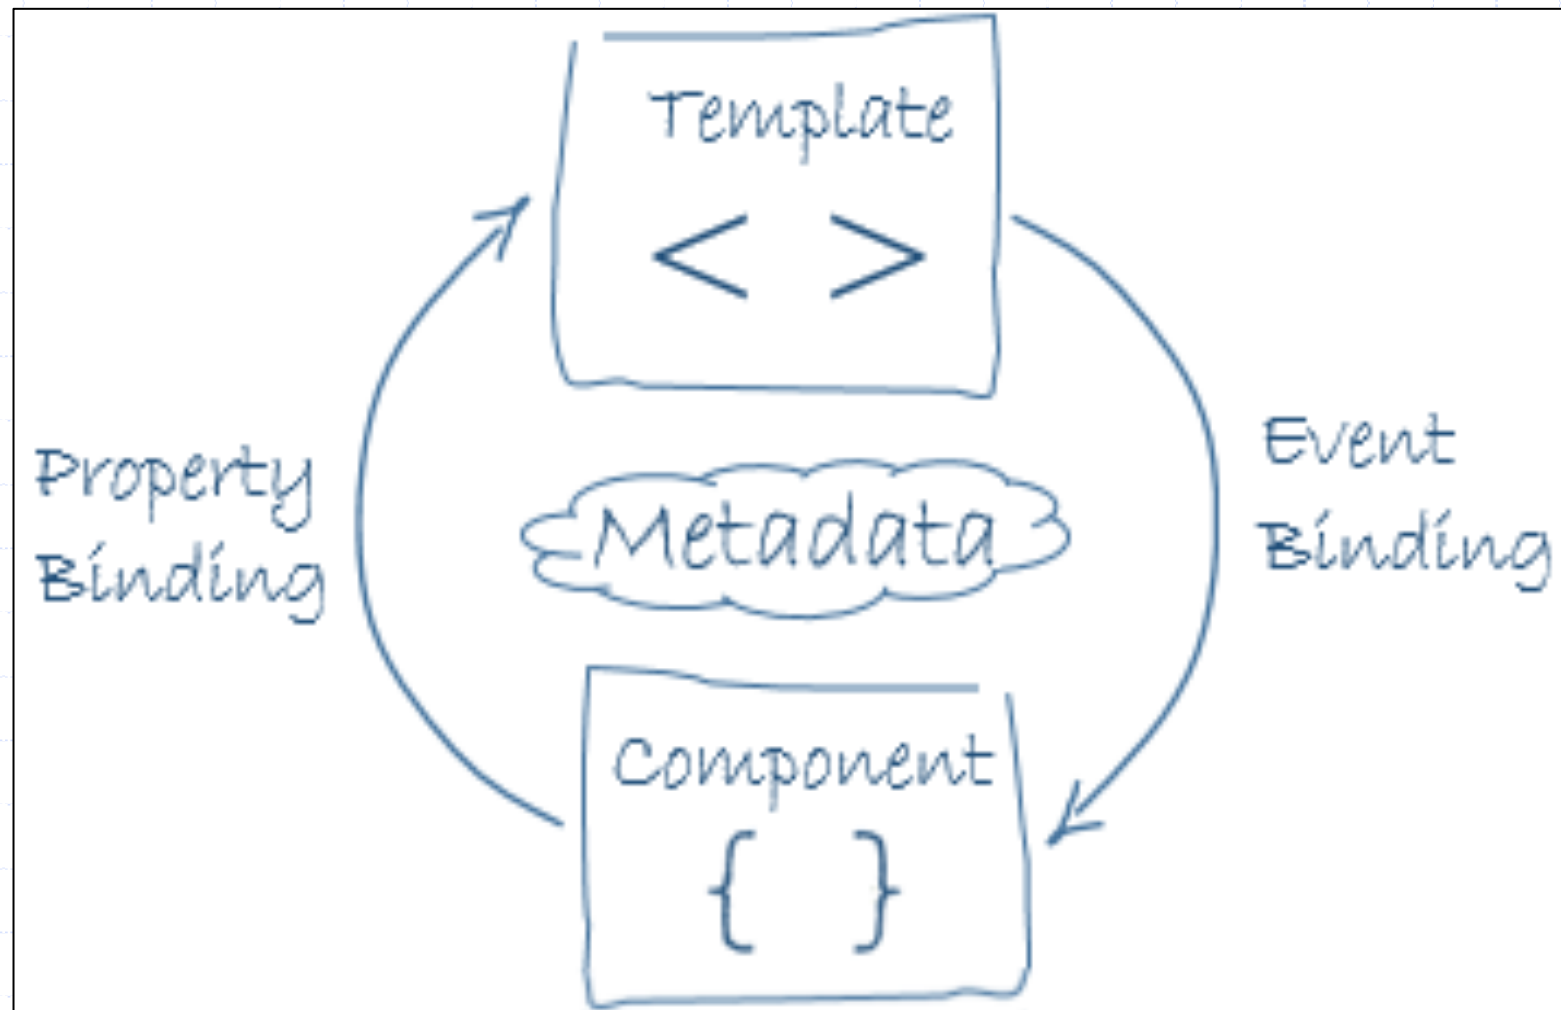 Template
< >
Property
Binding
Metadata
Event
Binding
Component
{ }